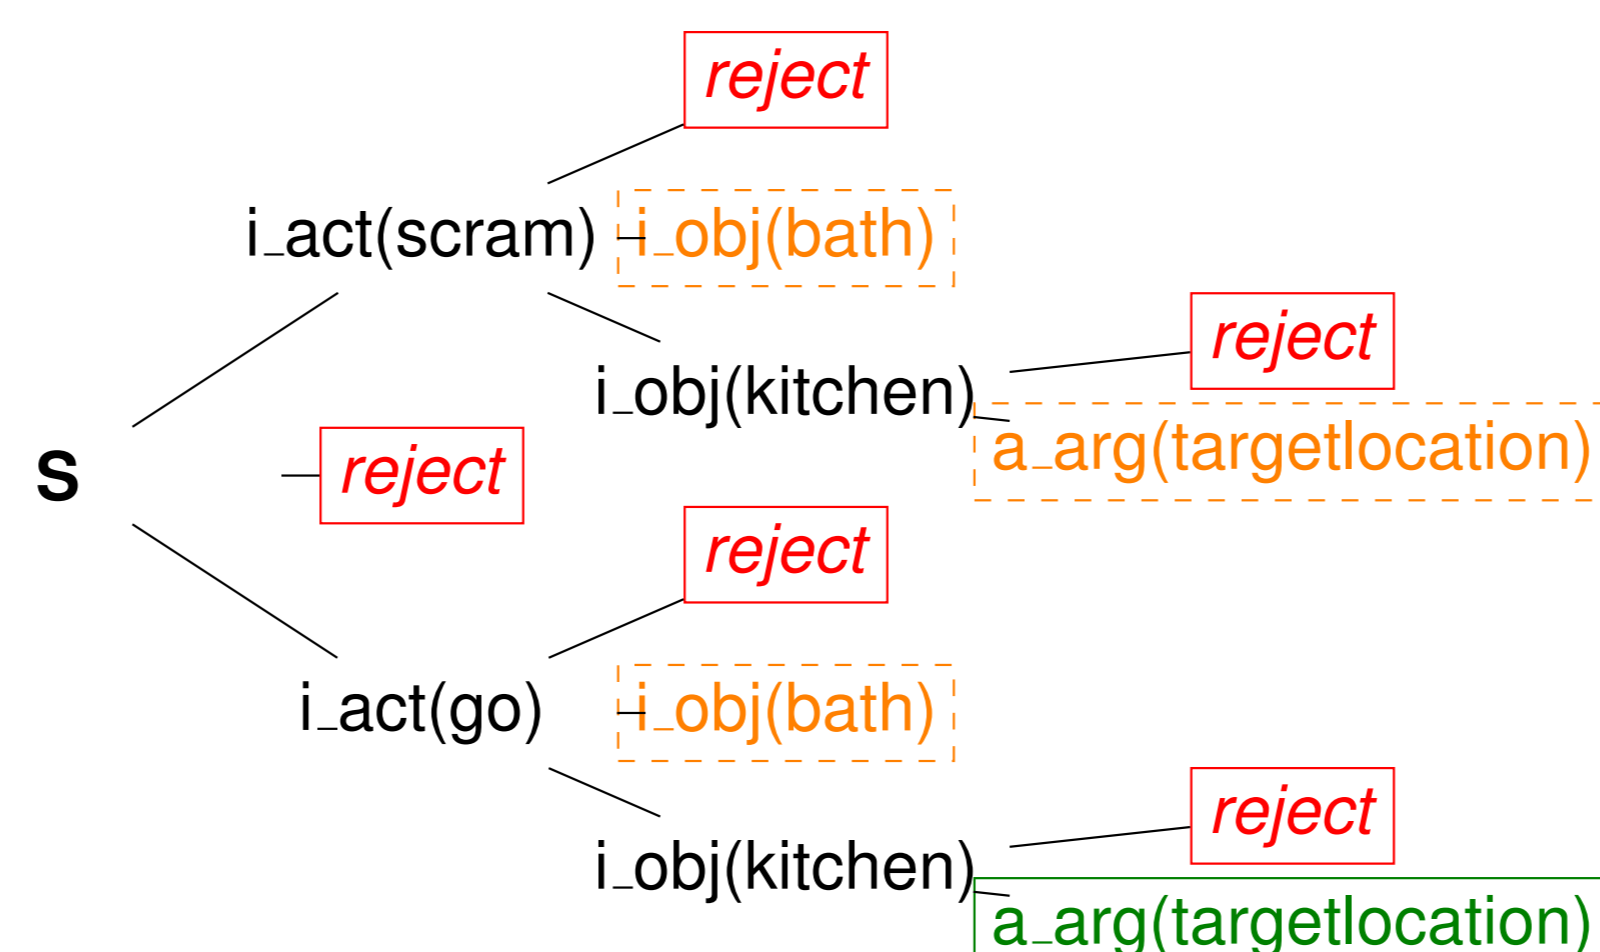 reject
i_act(scram) i_obj(bath)
reject
i_obj(kitchen)
a_arg(targetlocation)
S reject
reject
i_act(go) i_obj(bath)
reject
i_obj(kitchen)
a_arg(targetlocation)